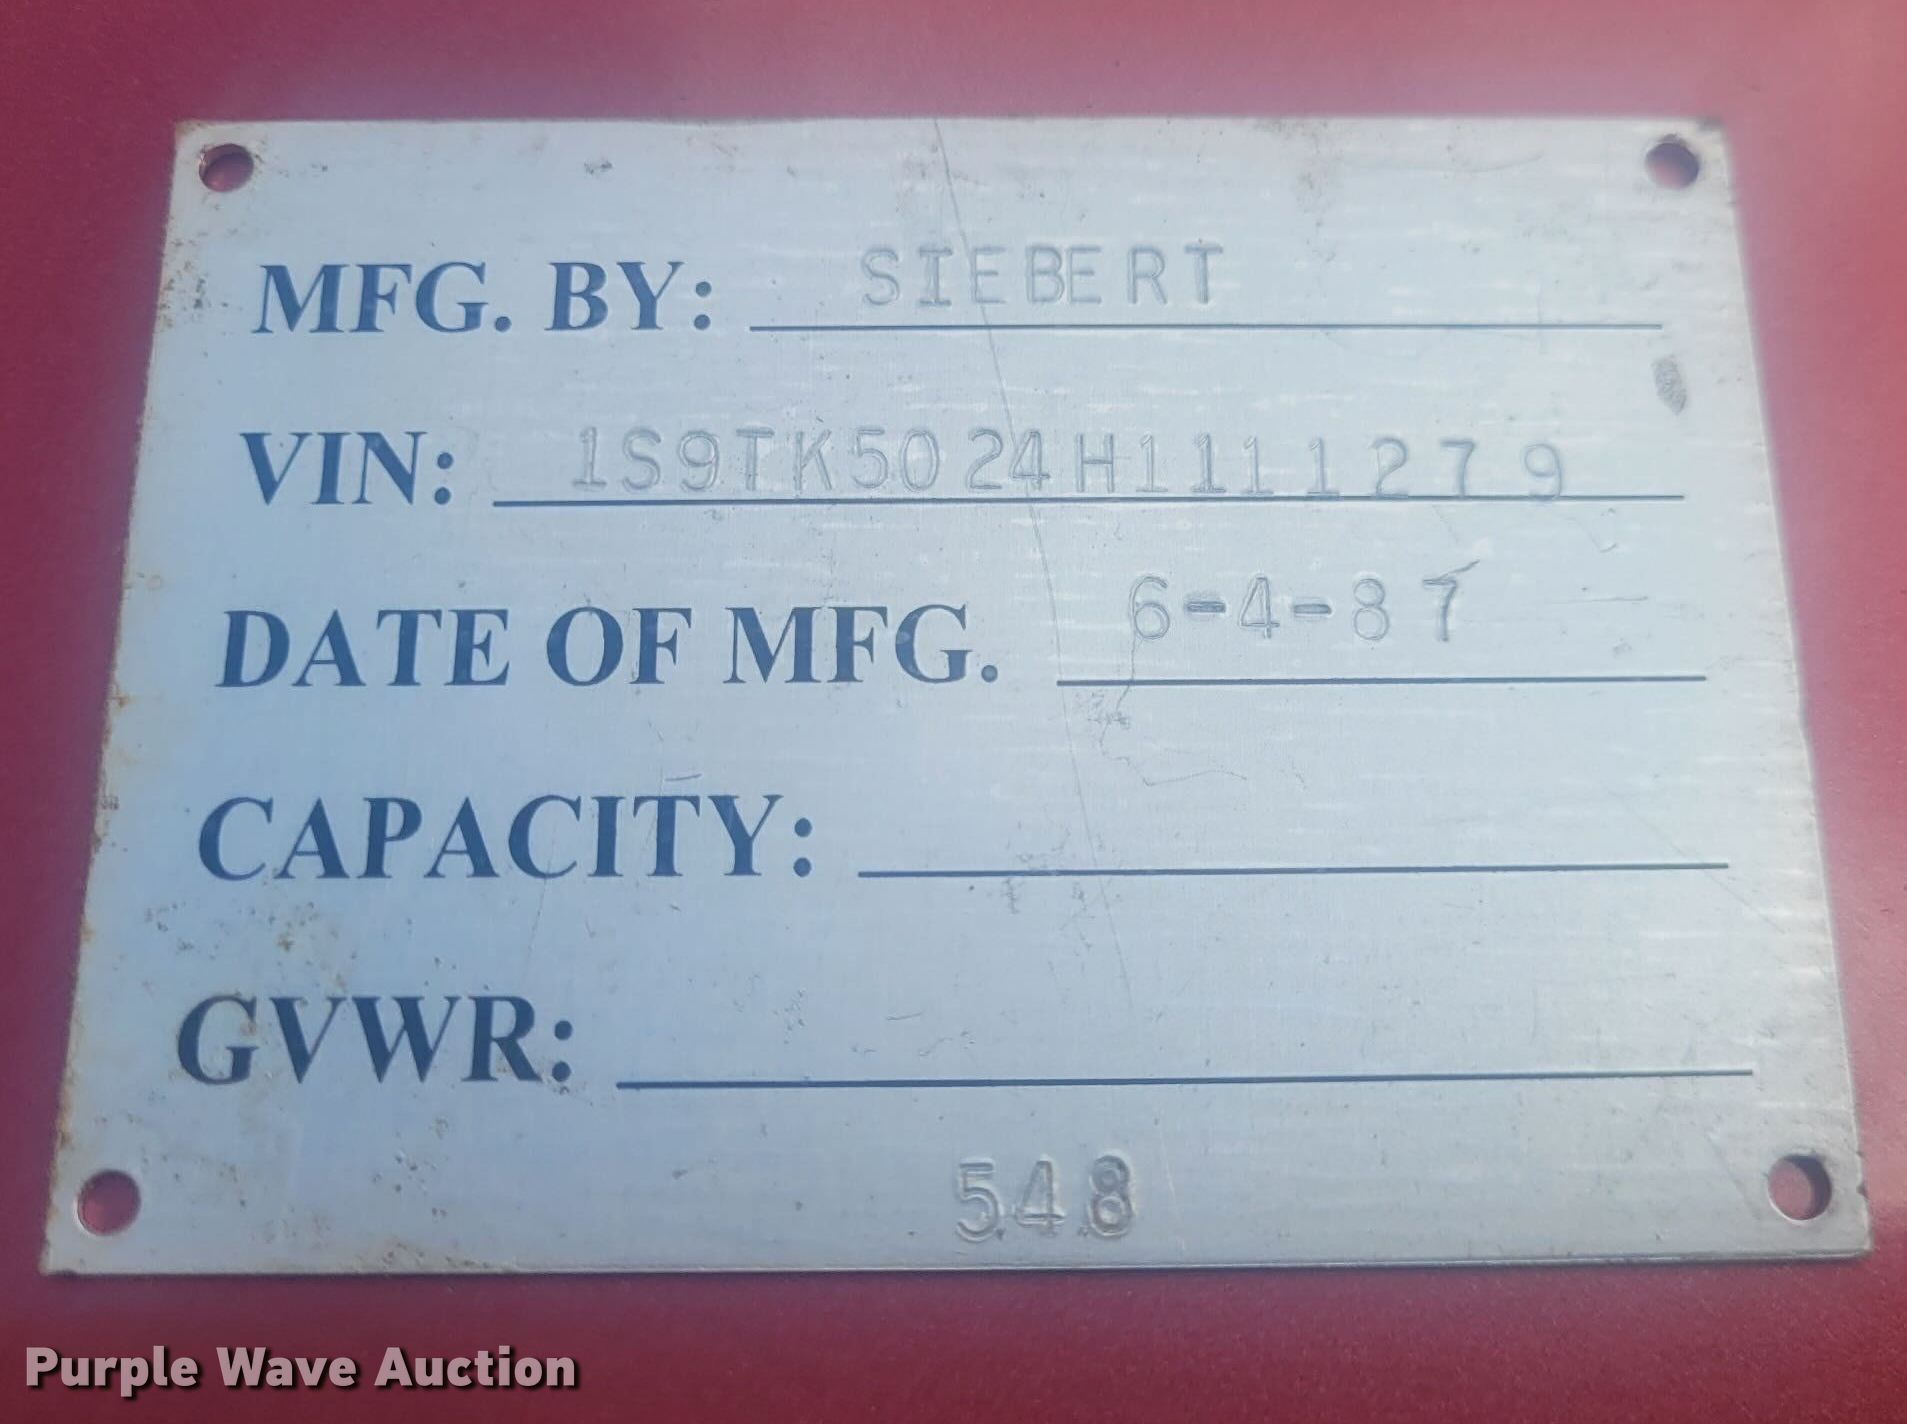 MFG. BY: SIEBERT
VIN: 1S9TK5024H1111279
DATE OF MFG. 6-4-87
CAPACITY:
GVWR:
548
Purple Wave Auction